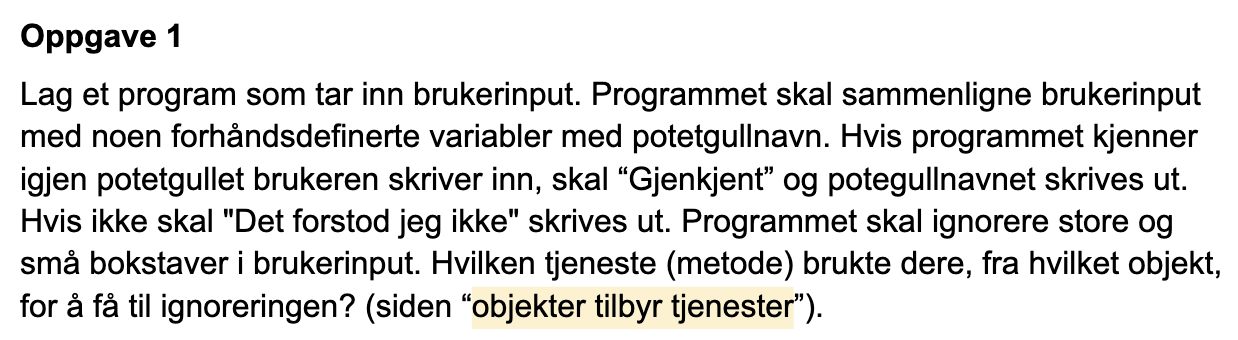 Oppgave 1
Lag et program som tar inn brukerinput. Programmet skal sammenligne brukerinput
med noen forhåndsdefinerte variabler med potetgullnavn. Hvis programmet kjenner
igjen potetgullet brukeren skriver inn, skal “Gjenkjent” og potegullnavnet skrives ut.
Hvis ikke skal "Det forstod jeg ikke" skrives ut. Programmet skal ignorere store og
små bokstaver i brukerinput. Hvilken tjeneste (metode) brukte dere, fra hvilket objekt,
for å få til ignoreringen? (siden “objekter tilbyr tjenester”).